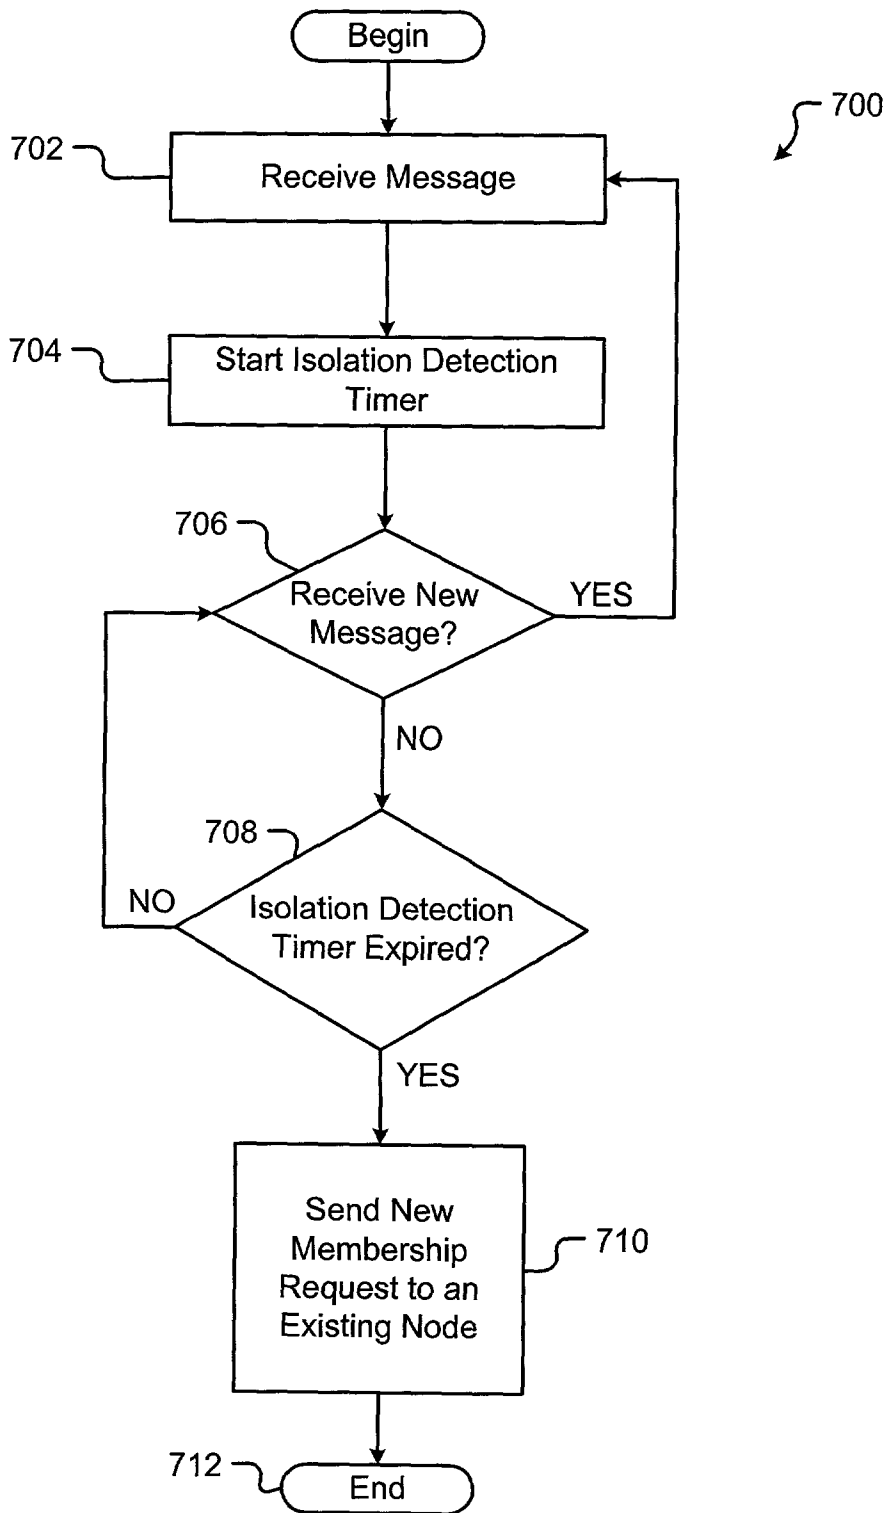 Begin
700
702
Receive Message
704
Start Isolation Detection
Timer
706
Receive New
Message?
YES
NO
708
NO
Isolation Detection
Timer Expired?
YES
Send New
Membership
Request to an
Existing Node
710
712
End